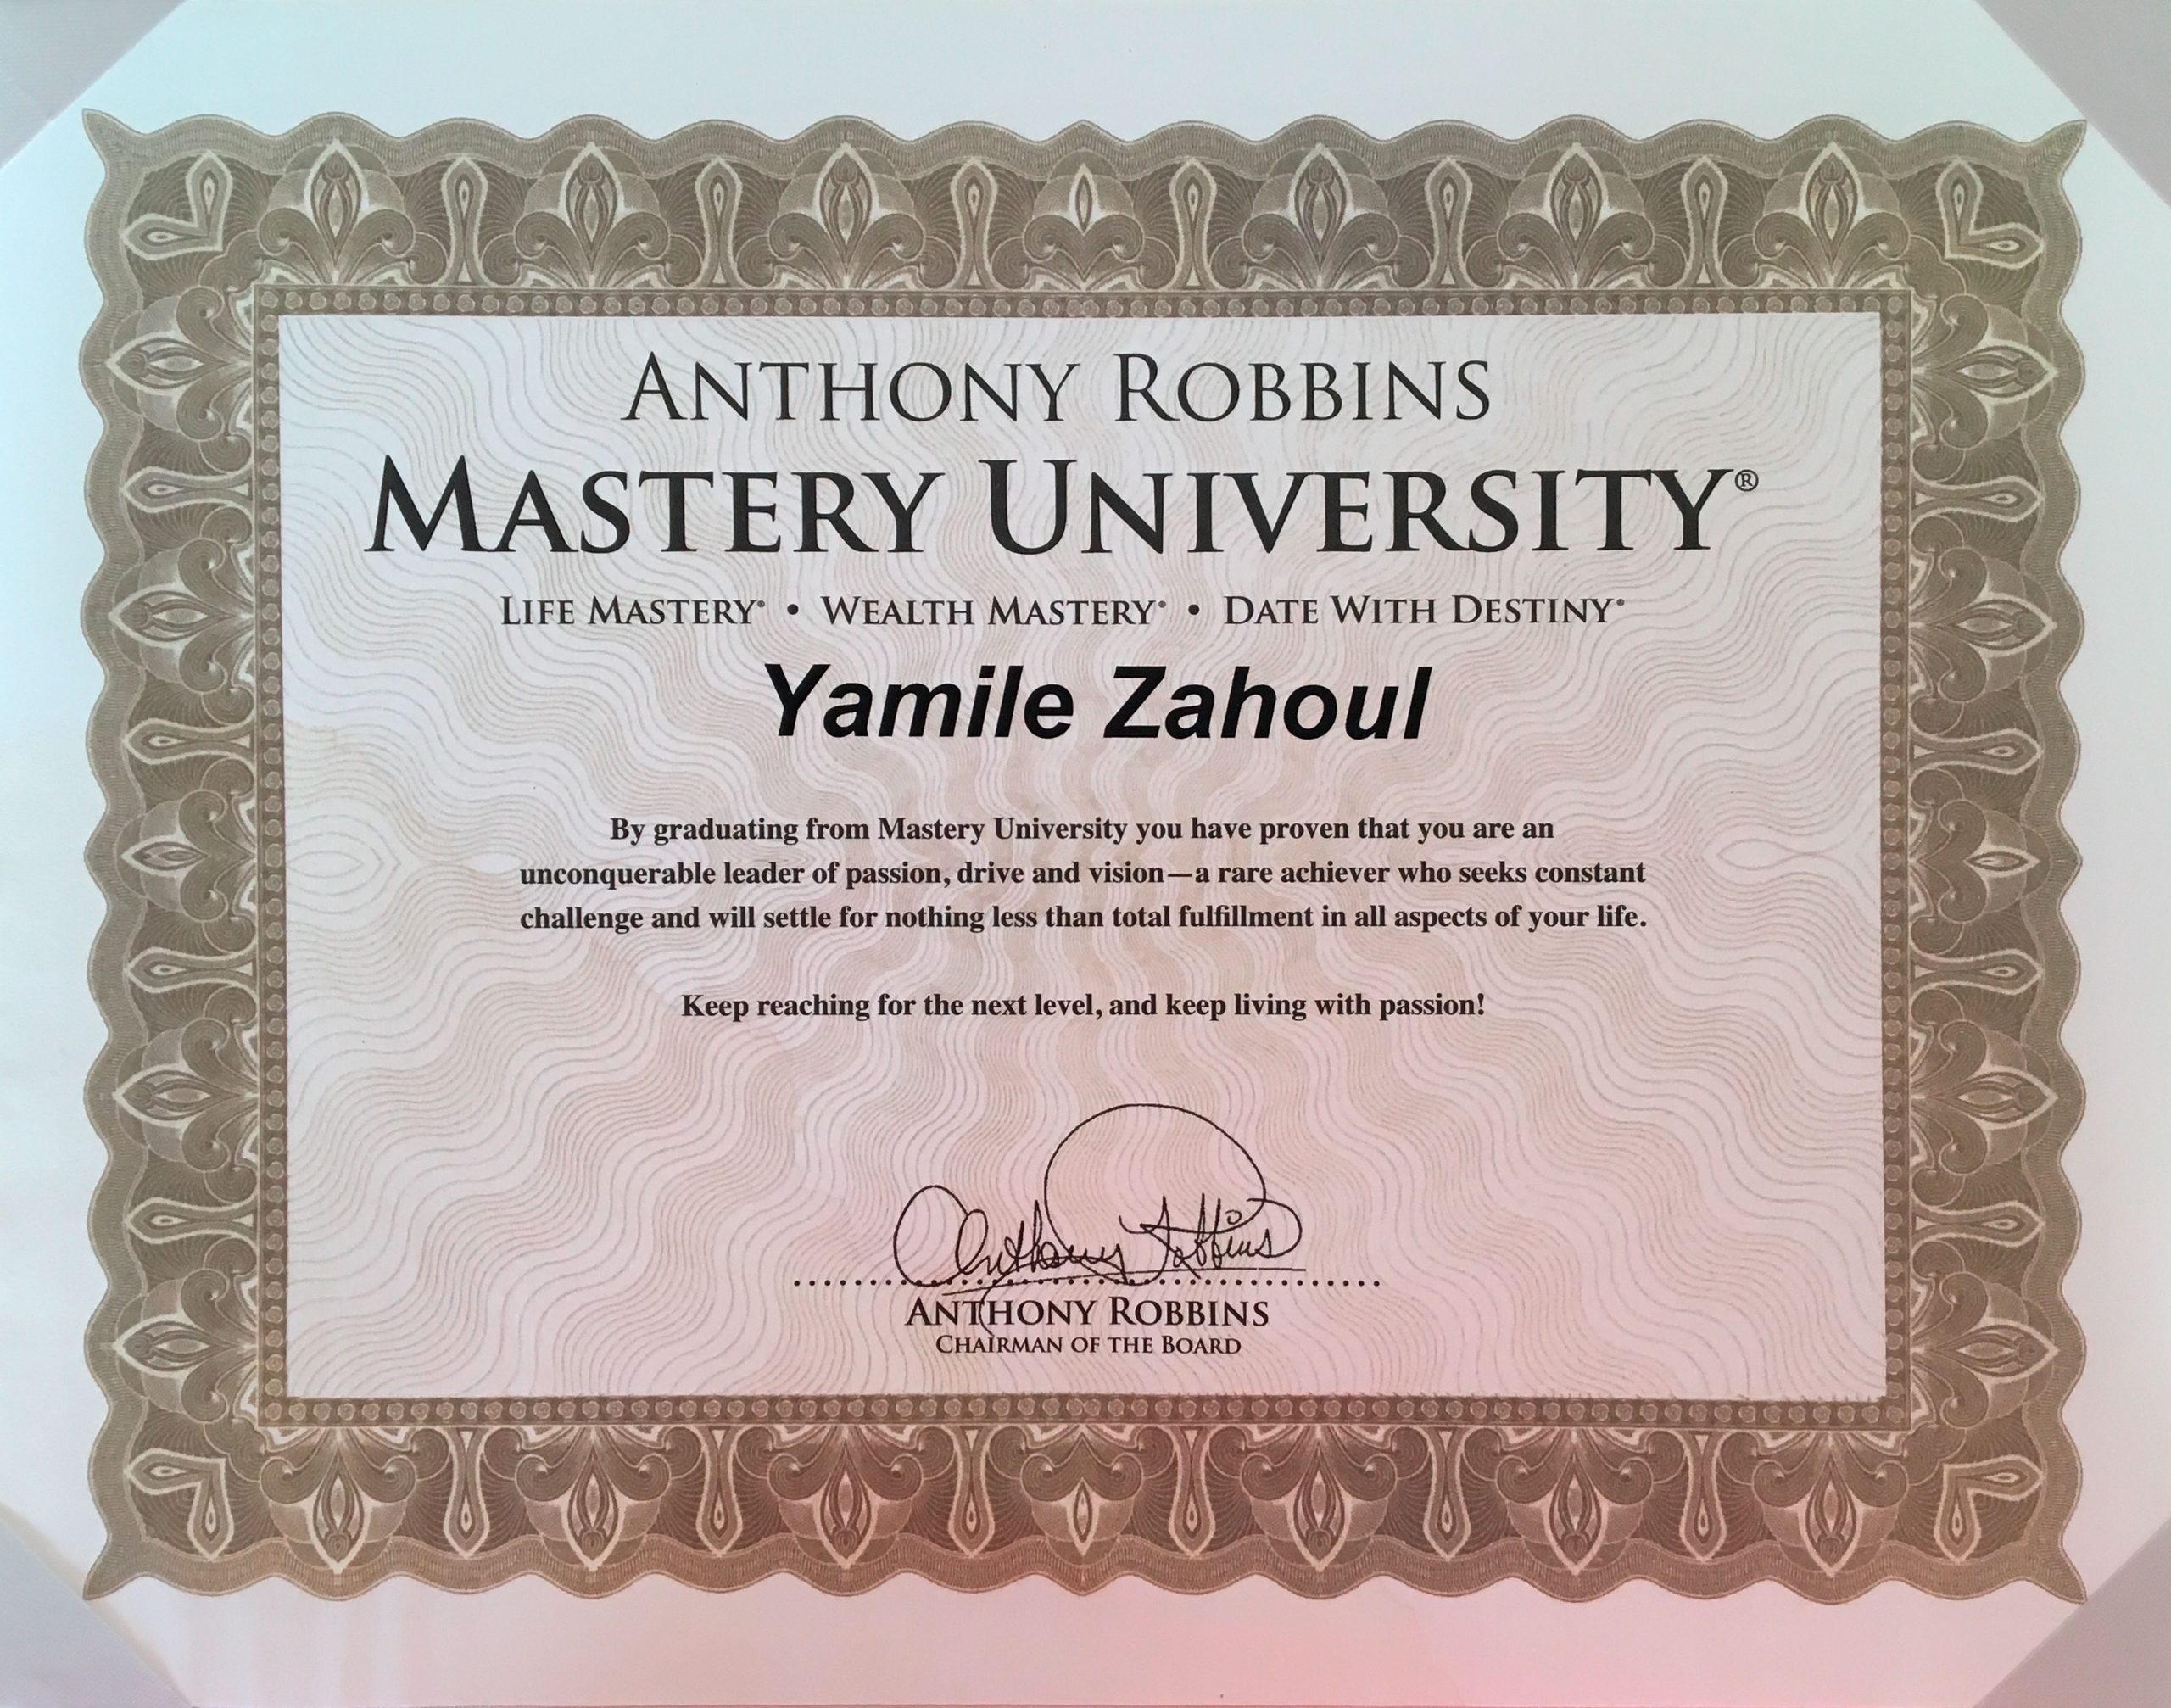 ANTHONY ROBBINS
MASTERY UNIVERSITY®
LIFE MASTERY® • WEALTH MASTERY® • DATE WITH DESTINY®
Yamile Zahoul
By graduating from Mastery University you have proven that you are an
unconquerable leader of passion, drive and vision—a rare achiever who seeks constant
challenge and will settle for nothing less than total fulfillment in all aspects of your life.
Keep reaching for the next level, and keep living with passion!
Anthony Robbins
ANTHONY ROBBINS
CHAIRMAN OF THE BOARD